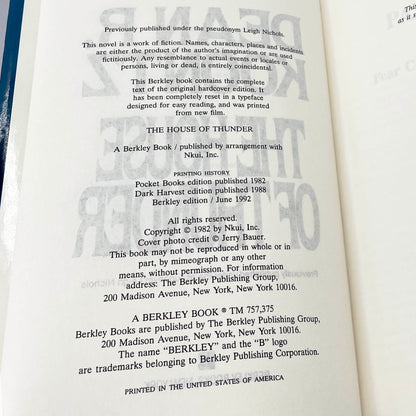 Previously published under the pseudonym Leigh Nichols.
This novel is a work of fiction. Names, characters, places and incidents
are either the product of the author's imagination or are used
fictitiously. Any resemblance to actual events or locales or
persons, living or dead, is entirely coincidental.
This Berkley book contains the complete
text of the original hardcover edition. It
has been completely reset in a typeface
designed for easy reading, and was printed
from new film.
THE HOUSE OF THUNDER
A Berkley Book / published by arrangement with
Nkui, Inc.
PRINTING HISTORY
Pocket Books edition published 1982
Dark Harvest edition published 1988
Berkley edition / June 1992
All rights reserved.
Copyright © 1982 by Nkui, Inc.
Cover photo credit © Jerry Bauer.
This book may not be reproduced in whole or in
part, by mimeograph or any other
means, without permission. For information
address: The Berkley Publishing Group,
200 Madison Avenue, New York, New York 10016.
A BERKLEY BOOK ® TM 757,375
Berkley Books are published by The Berkley Publishing Group,
200 Madison Avenue, New York, New York 10016.
The name "BERKLEY" and the "B" logo
are trademarks belonging to Berkley Publishing Corporation.
PRINTED IN THE UNITED STATES OF AMERICA
This
as it s